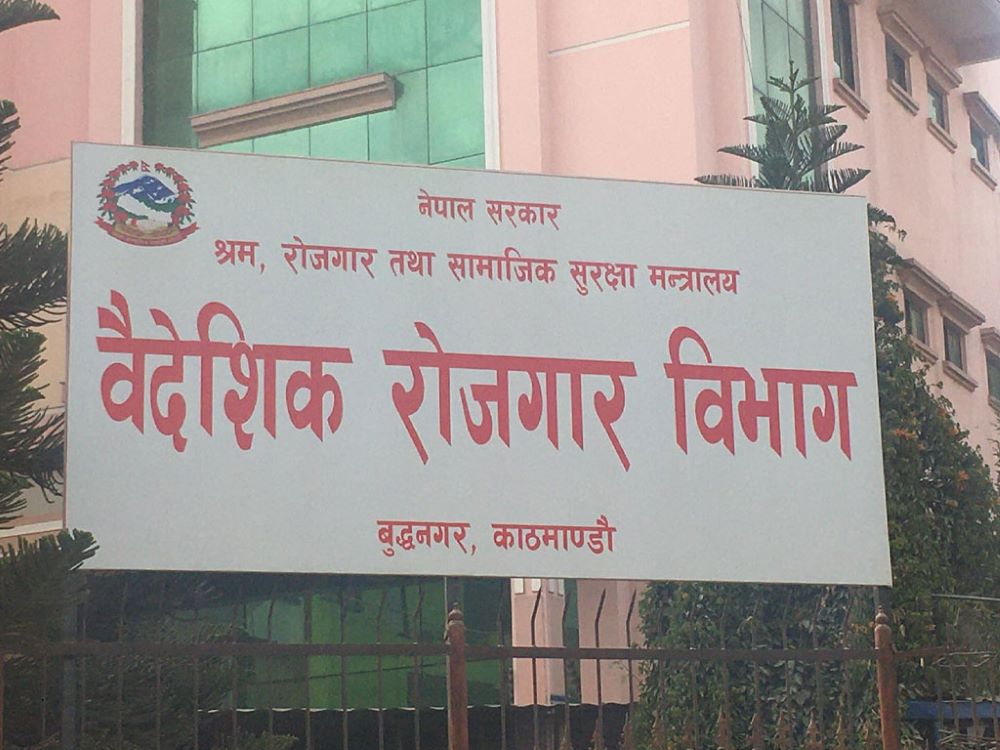 नेपाल सरकार
श्रम, रोजगार तथा सामाजिक सुरक्षा मन्त्रालय
वैदेशिक रोजगार विभाग
बुद्धनगर, काठमाण्डौ